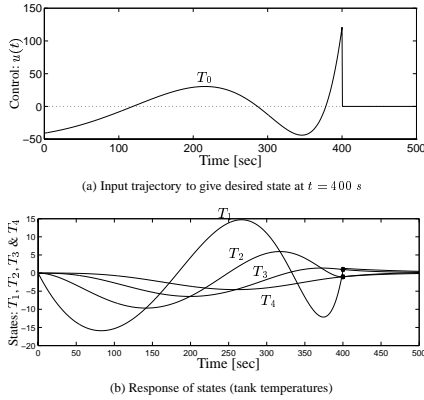 150
100
50
0
−50
Control: u(t)
T0
0 100 200 300 400 500
Time [sec]
(a) Input trajectory to give desired state at t = 400 s
15
10
5
0
−5
−10
−15
−20
States: T1, T2, T3 & T4
T1
T2
T3
T4
0 50 100 150 200 250 300 350 400 450 500
Time [sec]
(b) Response of states (tank temperatures)